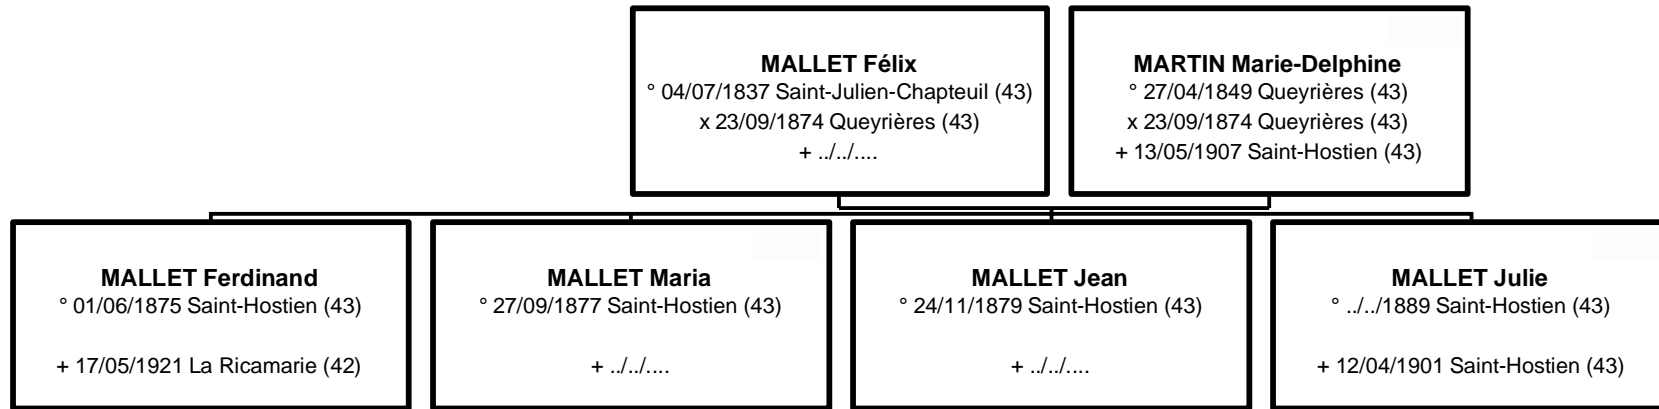 MALLET Félix
° 04/07/1837 Saint-Julien-Chapteuil (43)
x 23/09/1874 Queyrières (43)
+ ../../....
MARTIN Marie-Delphine
° 27/04/1849 Queyrières (43)
x 23/09/1874 Queyrières (43)
+ 13/05/1907 Saint-Hostien (43)
MALLET Ferdinand
° 01/06/1875 Saint-Hostien (43)
+ 17/05/1921 La Ricamarie (42)
MALLET Maria
° 27/09/1877 Saint-Hostien (43)
+ ../../....
MALLET Jean
° 24/11/1879 Saint-Hostien (43)
+ ../../....
MALLET Julie
° ../../1889 Saint-Hostien (43)
+ 12/04/1901 Saint-Hostien (43)